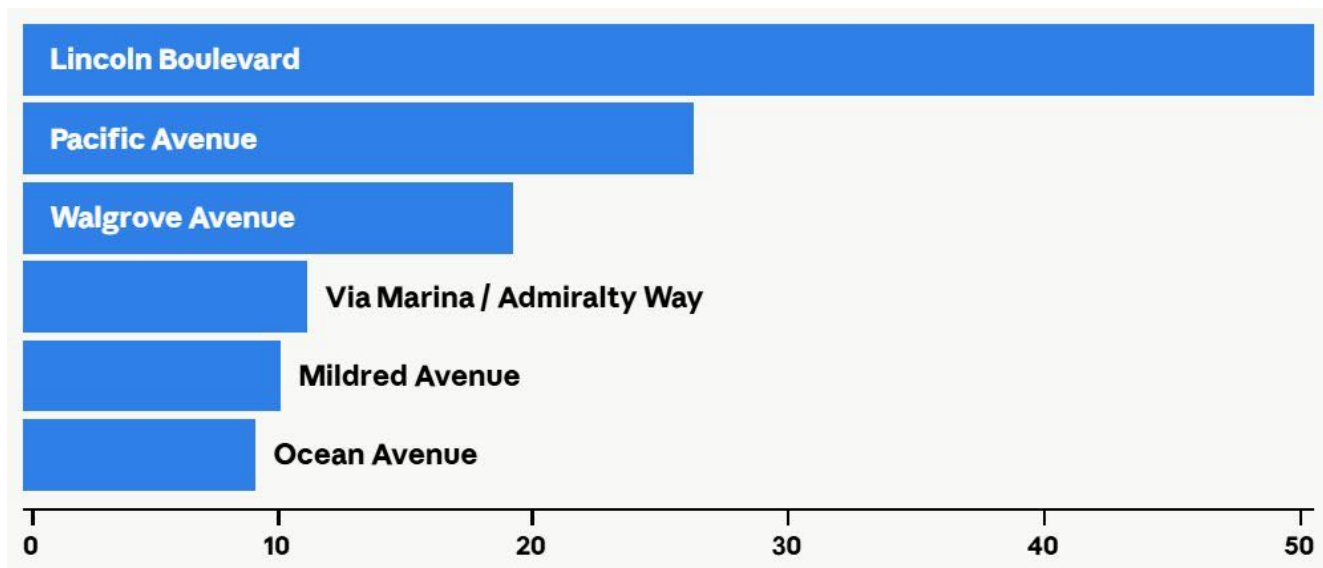 Lincoln Boulevard
Pacific Avenue
Walgrove Avenue
Via Marina / Admiralty Way
Mildred Avenue
Ocean Avenue
0 10 20 30 40 50